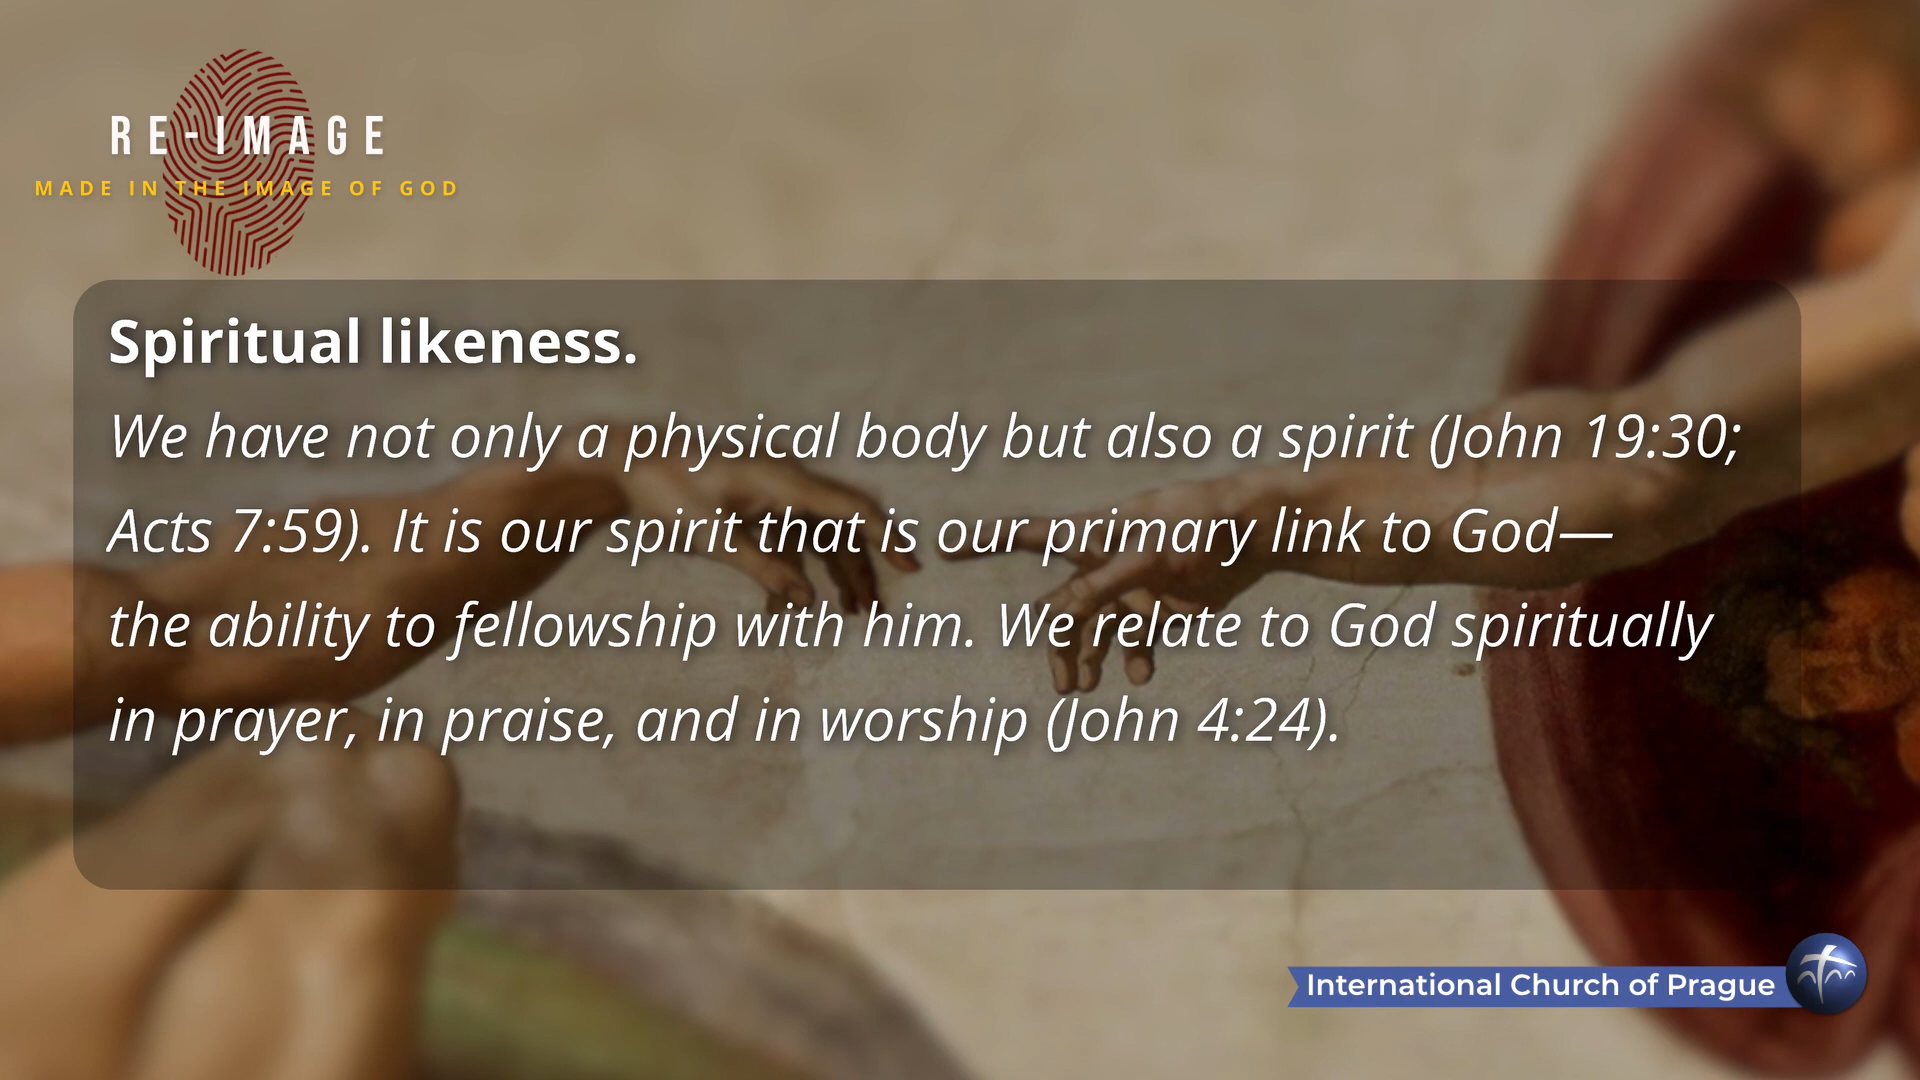 RE-IMAGE
MADE IN THE IMAGE OF GOD
Spiritual likeness.
We have not only a physical body but also a spirit (John 19:30;
Acts 7:59). It is our spirit that is our primary link to God—
the ability to fellowship with him. We relate to God spiritually
in prayer, in praise, and in worship (John 4:24).
International Church of Prague